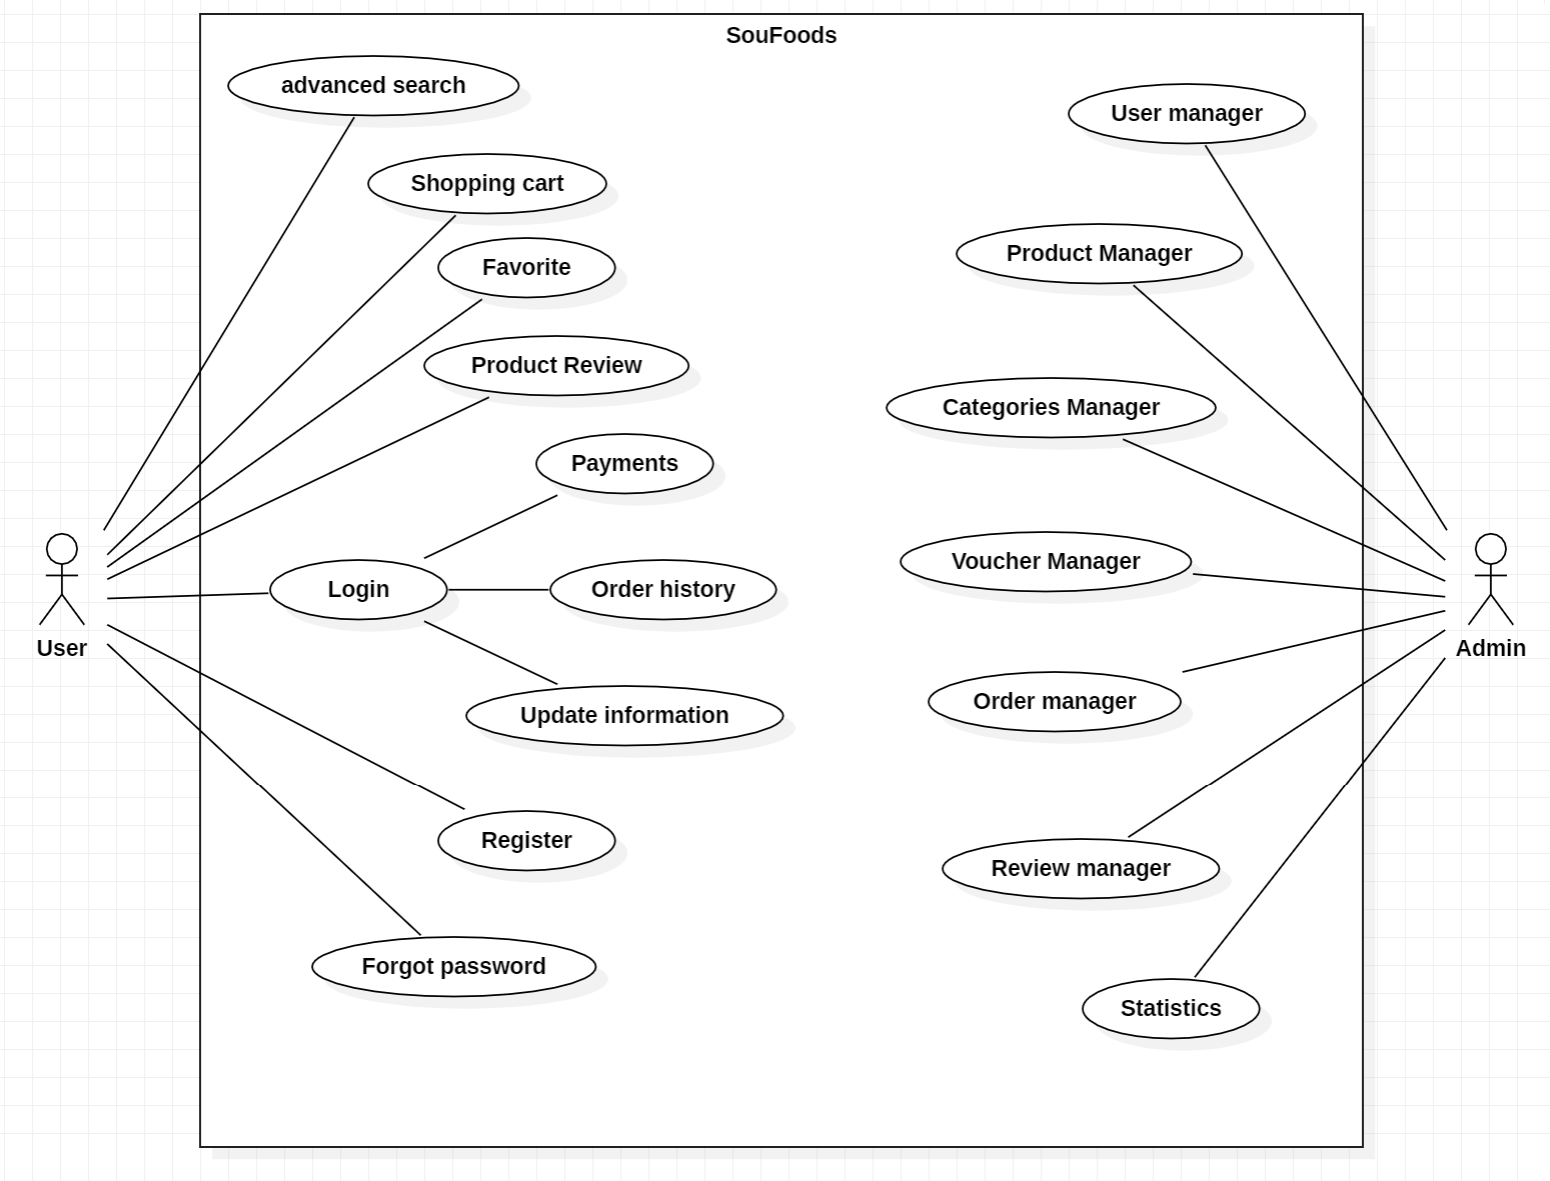 SouFoods
advanced search
User manager
Shopping cart
Product Manager
Favorite
Product Review
Categories Manager
Payments
Voucher Manager
Login
Order history
User
Admin
Order manager
Update information
Register
Review manager
Forgot password
Statistics